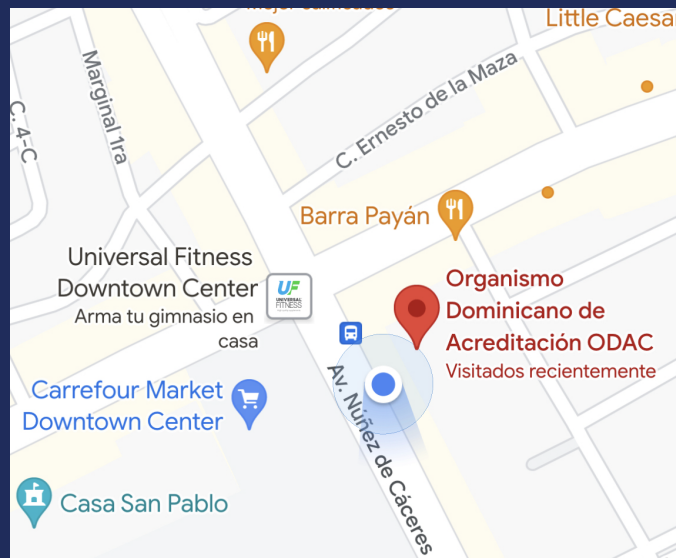 Mejor calificados
Little Caesa
Marginal 1ra
C. 4-C
C. Ernesto de la Maza
Barra Payán
Universal Fitness
Downtown Center
Arma tu gimnasio en
casa
UF
UNIVERSAL
FITNESS
Organismo
Dominicano de
Acreditación ODAC
Visitados recientemente
Carrefour Market
Downtown Center
Av. Núñez de Cáceres
Casa San Pablo